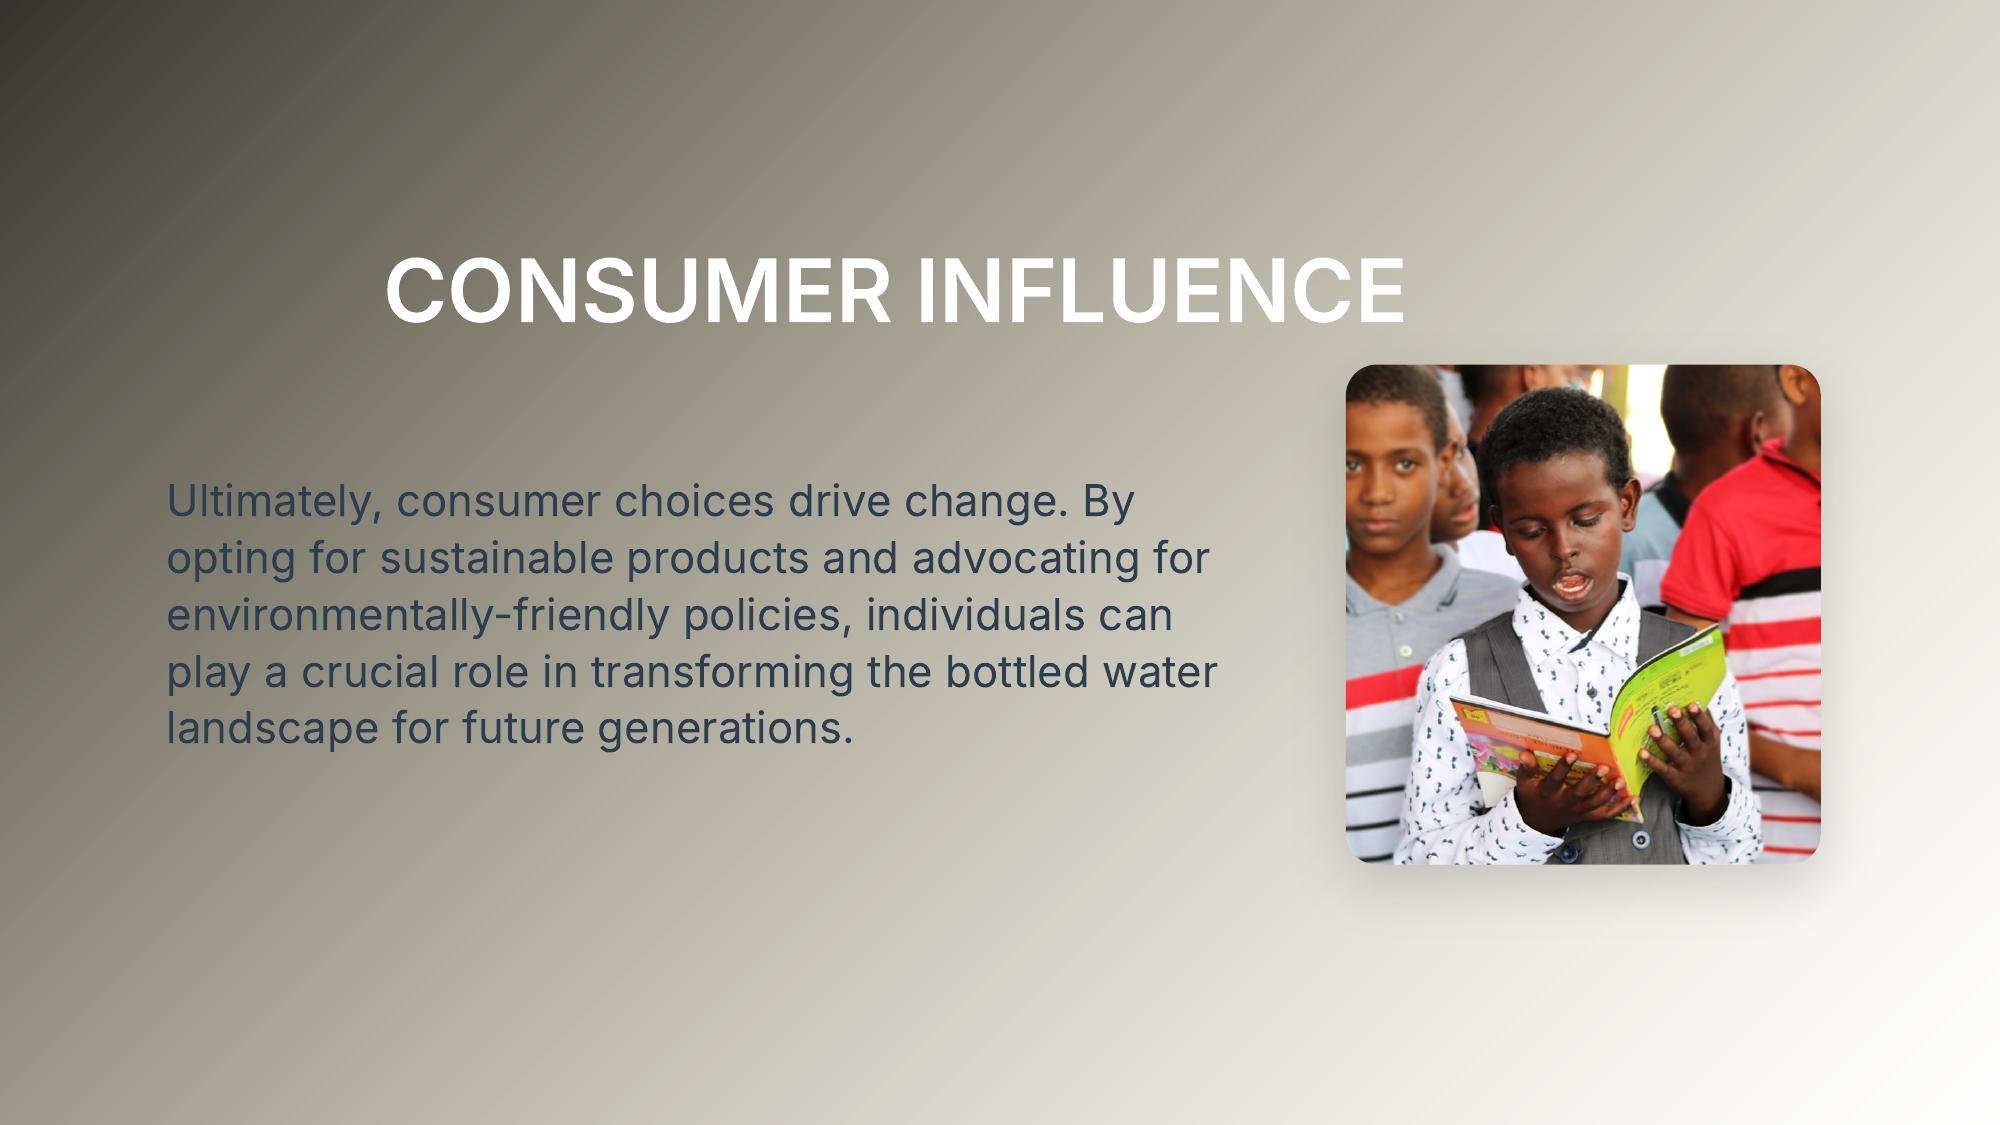 CONSUMER INFLUENCE
Ultimately, consumer choices drive change. By
opting for sustainable products and advocating for
environmentally-friendly policies, individuals can
play a crucial role in transforming the bottled water
landscape for future generations.